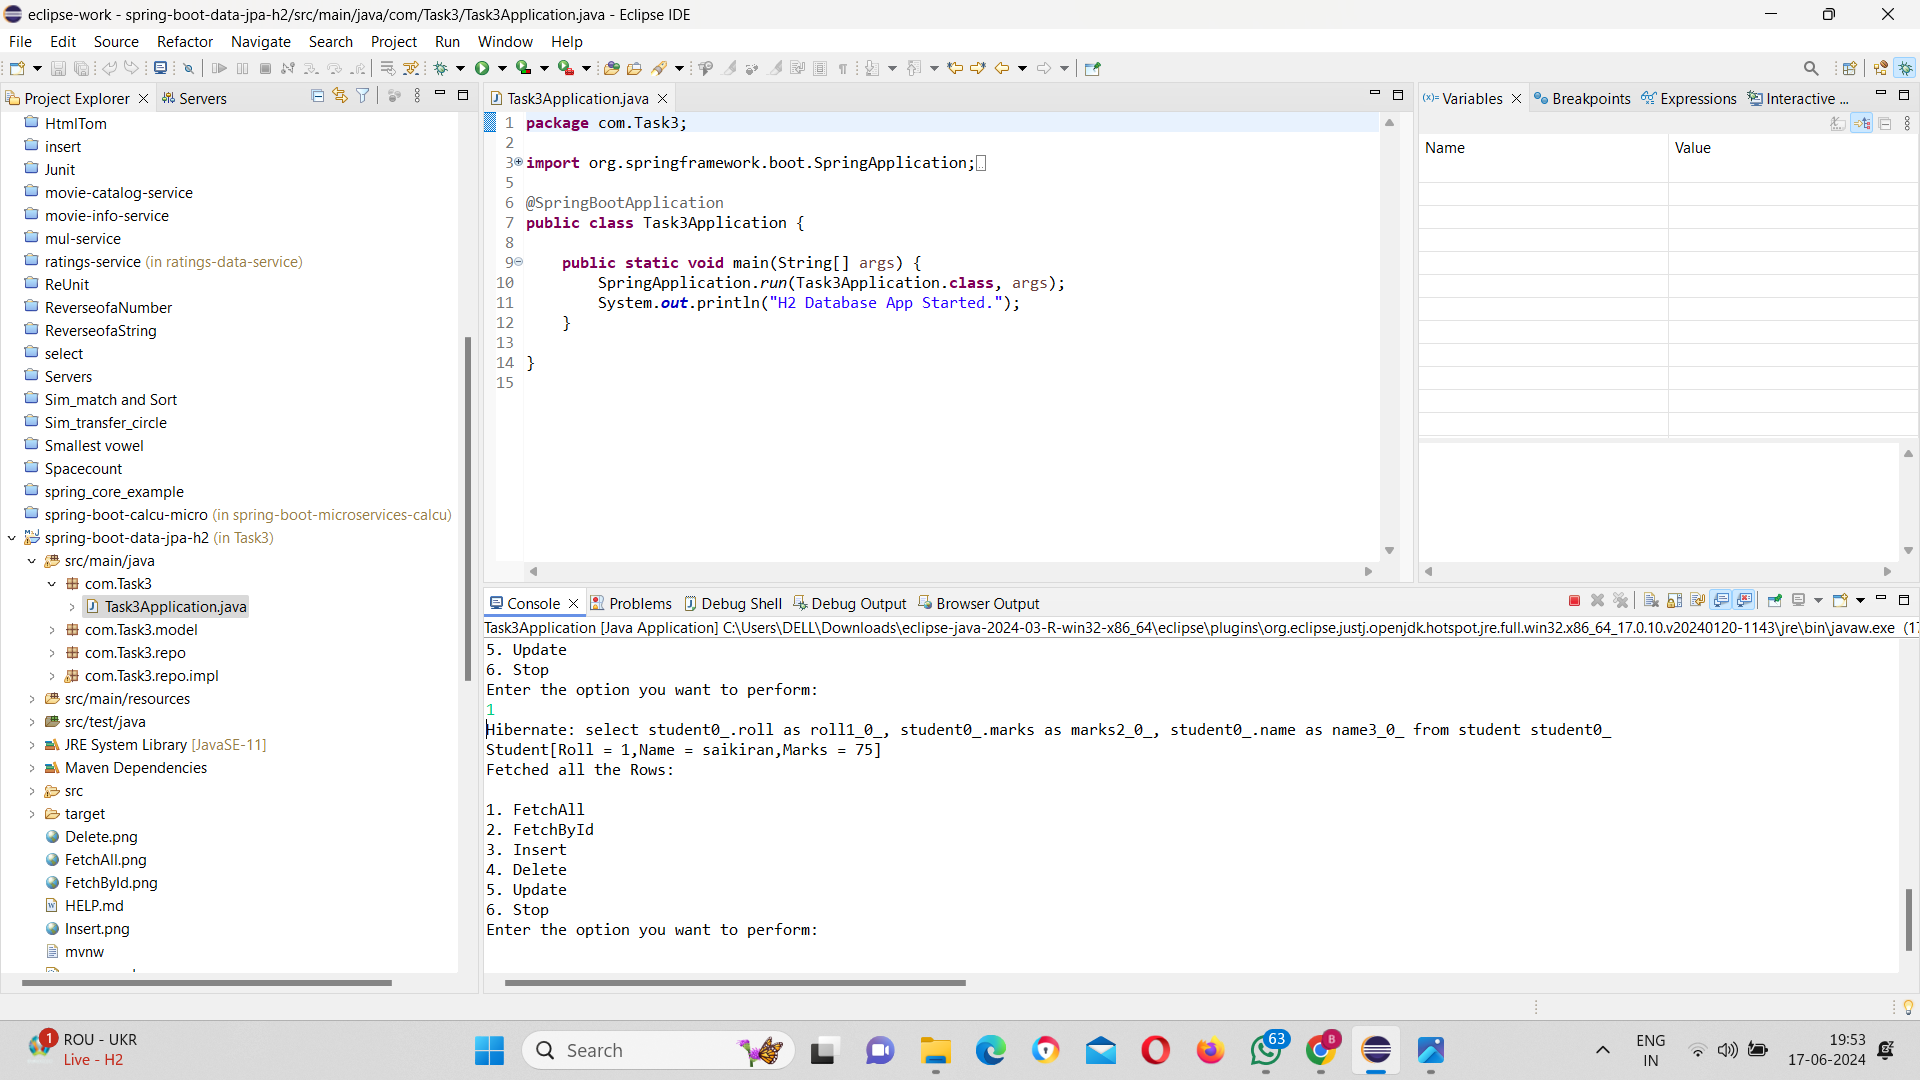 eclipse-work - spring-boot-data-jpa-h2/src/main/java/com/Task3/Task3Application.java - Eclipse IDE
File Edit Source Refactor Navigate Search Project Run Window Help
Project Explorer Servers
HtmlTom
insert
Junit
movie-catalog-service
movie-info-service
mul-service
ratings-service (in ratings-data-service)
ReUnit
ReverseofaNumber
ReverseofaString
select
Servers
Sim_match and Sort
Sim_transfer_circle
Smallest vowel
Spacecount
spring_core_example
spring-boot-calcu-micro (in spring-boot-microservices-calcu)
spring-boot-data-jpa-h2 (in Task3)
src/main/java
com.Task3
Task3Application.java
com.Task3.model
com.Task3.repo
com.Task3.repo.impl
src/main/resources
src/test/java
JRE System Library [JavaSE-11]
Maven Dependencies
src
target
Delete.png
FetchAll.png
FetchById.png
HELP.md
Insert.png
mvnw
Task3Application.java
1 package com.Task3;
2
3 import org.springframework.boot.SpringApplication;
5
6 @SpringBootApplication
7 public class Task3Application {
8
9 public static void main(String[] args) {
10 SpringApplication.run(Task3Application.class, args);
11 System.out.println("H2 Database App Started.");
12 }
13
14 }
15
(x)= Variables Breakpoints Expressions Interactive ...
Name Value
Console Problems Debug Shell Debug Output Browser Output
Task3Application [Java Application] C:\Users\DELL\Downloads\eclipse-java-2024-03-R-win32-x86_64\eclipse\plugins\org.eclipse.justj.openjdk.hotspot.jre.full.win32.x86_64_17.0.10.v20240120-1143\jre\bin\javaw.exe (17
5. Update
6. Stop
Enter the option you want to perform:
1
Hibernate: select student0_.roll as roll1_0_, student0_.marks as marks2_0_, student0_.name as name3_0_ from student student0_
Student[Roll = 1,Name = saikiran,Marks = 75]
Fetched all the Rows:
1. FetchAll
2. FetchById
3. Insert
4. Delete
5. Update
6. Stop
Enter the option you want to perform:
1
ROU - UKR
Live - H2
Search
63
B
ENG
IN
19:53
17-06-2024